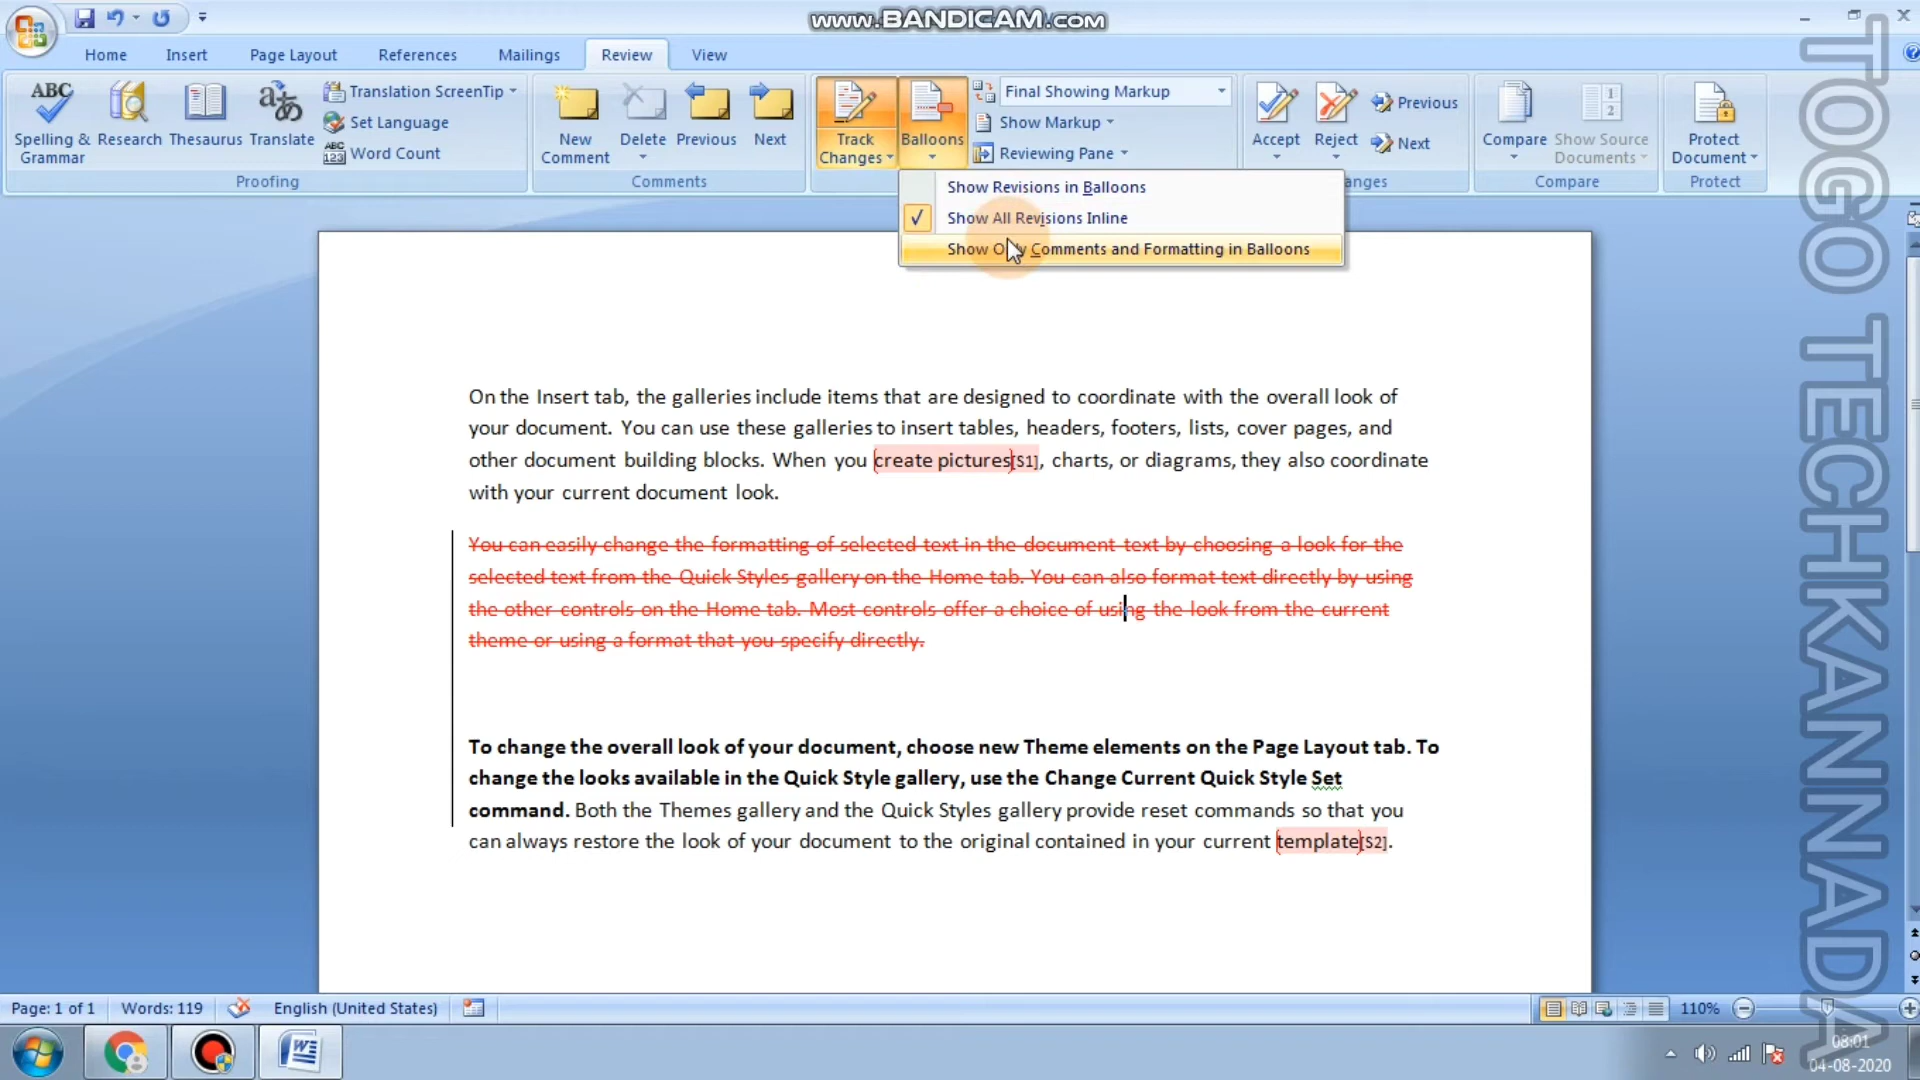 www.BANDICAM.com
Home Insert Page Layout References Mailings Review View
ABC Spelling & Grammar
Research
Thesaurus
Translate
Translation ScreenTip
Set Language
ABC 123 Word Count
Proofing
New Comment
Delete
Previous
Next
Comments
Track Changes
Balloons
Final Showing Markup
Show Markup
Reviewing Pane
Accept
Reject
Previous
Next
anges
Compare
Show Source Documents
Compare
Protect Document
Protect
Show Revisions in Balloons
Show All Revisions Inline
Show Only Comments and Formatting in Balloons
On the Insert tab, the galleries include items that are designed to coordinate with the overall look of
your document. You can use these galleries to insert tables, headers, footers, lists, cover pages, and
other document building blocks. When you create pictures[S1], charts, or diagrams, they also coordinate
with your current document look.
You can easily change the formatting of selected text in the document text by choosing a look for the
selected text from the Quick Styles gallery on the Home tab. You can also format text directly by using
the other controls on the Home tab. Most controls offer a choice of using the look from the current
theme or using a format that you specify directly.
To change the overall look of your document, choose new Theme elements on the Page Layout tab. To
change the looks available in the Quick Style gallery, use the Change Current Quick Style Set
command. Both the Themes gallery and the Quick Styles gallery provide reset commands so that you
can always restore the look of your document to the original contained in your current template[S2].
TOGO TECHKANNADA
Page: 1 of 1 Words: 119 English (United States) 110%
08:01
04-08-2020